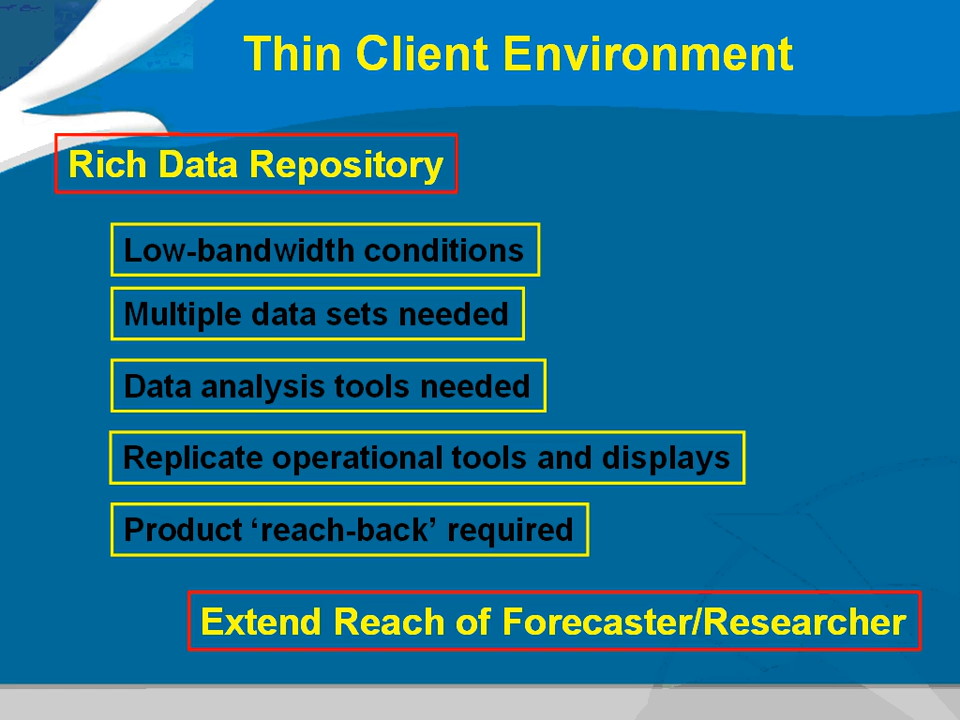 Thin Client Environment
Rich Data Repository
Low-bandwidth conditions
Multiple data sets needed
Data analysis tools needed
Replicate operational tools and displays
Product ‘reach-back’ required
Extend Reach of Forecaster/Researcher